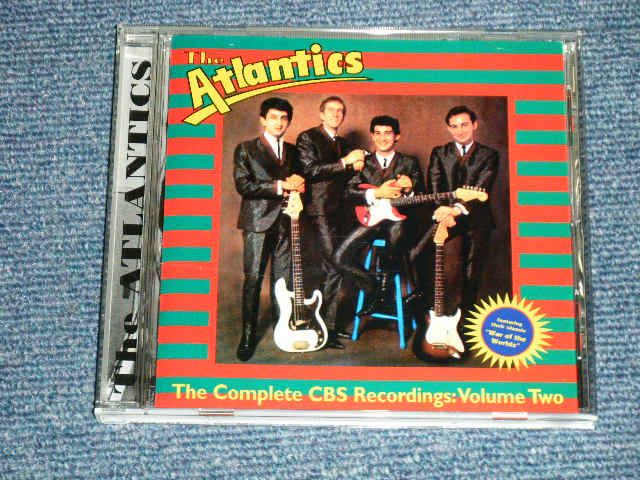 The
Atlantics
The ATLANTICS
featuring
their classic
"War of the
Worlds"
The Complete CBS Recordings: Volume Two